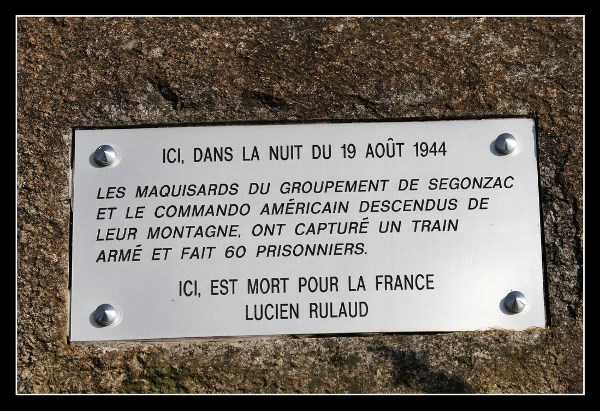 ICI, DANS LA NUIT DU 19 AOÛT 1944
LES MAQUISARDS DU GROUPEMENT DE SEGONZAC
ET LE COMMANDO AMÉRICAIN DESCENDUS DE
LEUR MONTAGNE, ONT CAPTURÉ UN TRAIN
ARMÉ ET FAIT 60 PRISONNIERS.
ICI, EST MORT POUR LA FRANCE
LUCIEN RULAUD